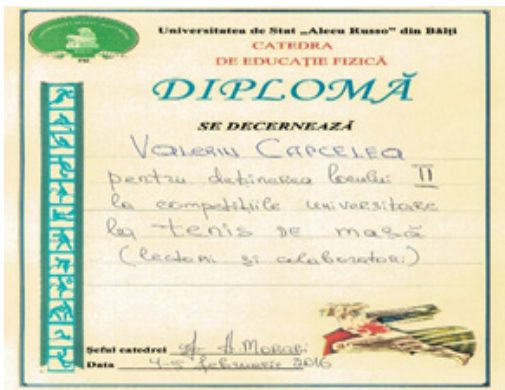 Universitatea de Stat „Alecu Russo” din Bălți
CATEDRA
DE EDUCAȚIE FIZICĂ
DIPLOMĂ
SE DECERNEAZĂ
VALERIU CAPCELEA
pentru deținerea locului II
la competițiile universitare
la tenis de masă
(lectori și colaboratori)
Șeful catedrei A. MORARI
Data 4-5 februarie 2016